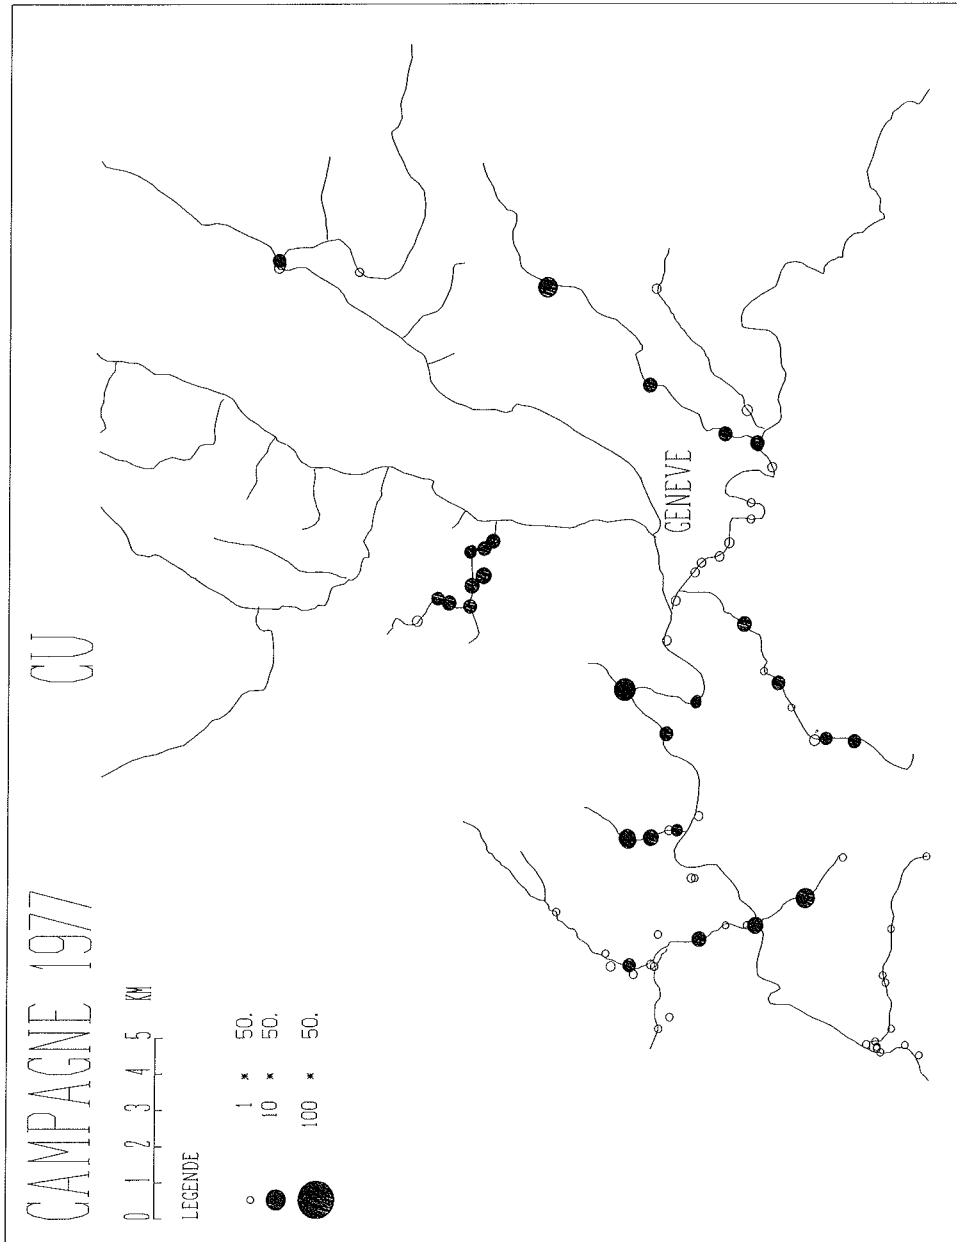 CAMPAGNE 1977 CU
0 1 2 3 4 5 KM
LEGENDE
1 * 50.
10 * 50.
100 * 50.
GENEVE